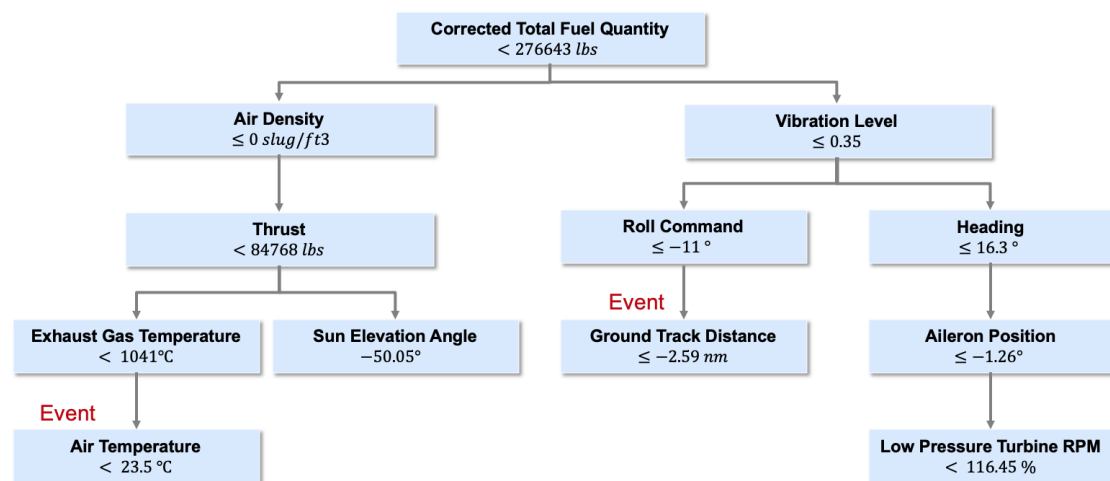 Corrected Total Fuel Quantity
< 276643 lbs
Air Density
≤ 0 slug/ft3
Vibration Level
≤ 0.35
Thrust
< 84768 lbs
Roll Command
≤ −11 °
Heading
≤ 16.3 °
Event
Exhaust Gas Temperature
< 1041°C
Sun Elevation Angle
−50.05°
Ground Track Distance
≤ −2.59 nm
Aileron Position
≤ −1.26°
Event
Air Temperature
< 23.5 °C
Low Pressure Turbine RPM
< 116.45 %